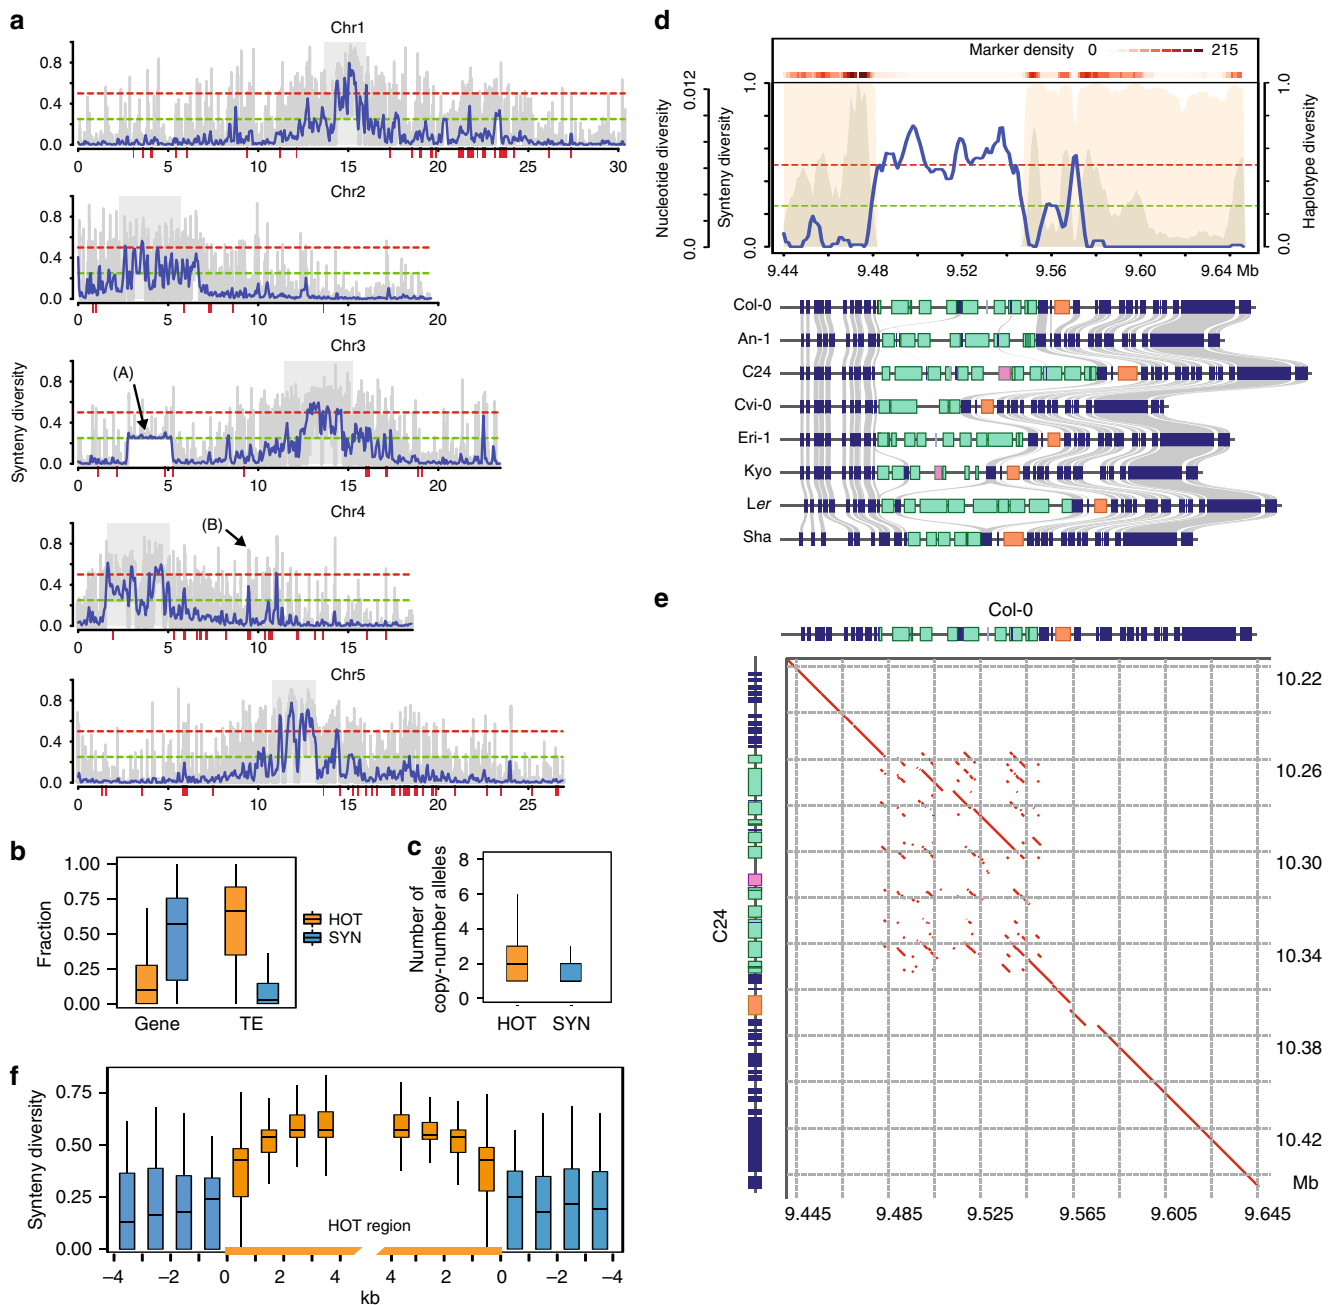 a
Chr1
0.8
0.4
0.0
0 5 10 15 20 25 30
Chr2
0.8
0.4
0.0
0 5 10 15 20
Chr3
(A)
0.8
0.4
0.0
0 5 10 15 20
Synteny diversity
Chr4
(B)
0.8
0.4
0.0
0 5 10 15
Chr5
0.8
0.4
0.0
0 5 10 15 20 25
b
1.00
0.75
0.50
0.25
0.00
Fraction
Gene TE
HOT
SYN
c
8
6
4
2
0
Number of
copy-number alleles
HOT SYN
d
Marker density 0 215
Nucleotide diversity
0.012
0.0
Synteny diversity
1.0
0.0
Haplotype diversity
1.0
0.0
9.44 9.48 9.52 9.56 9.60 9.64 Mb
Col-0
An-1
C24
Cvi-0
Eri-1
Kyo
Ler
Sha
e
Col-0
C24
10.22
10.26
10.30
10.34
10.38
10.42
Mb
9.445 9.485 9.525 9.565 9.605 9.645
f
0.75
0.50
0.25
0.00
Synteny diversity
HOT region
−4 −2 0 2 4 4 2 0 −2 −4
kb